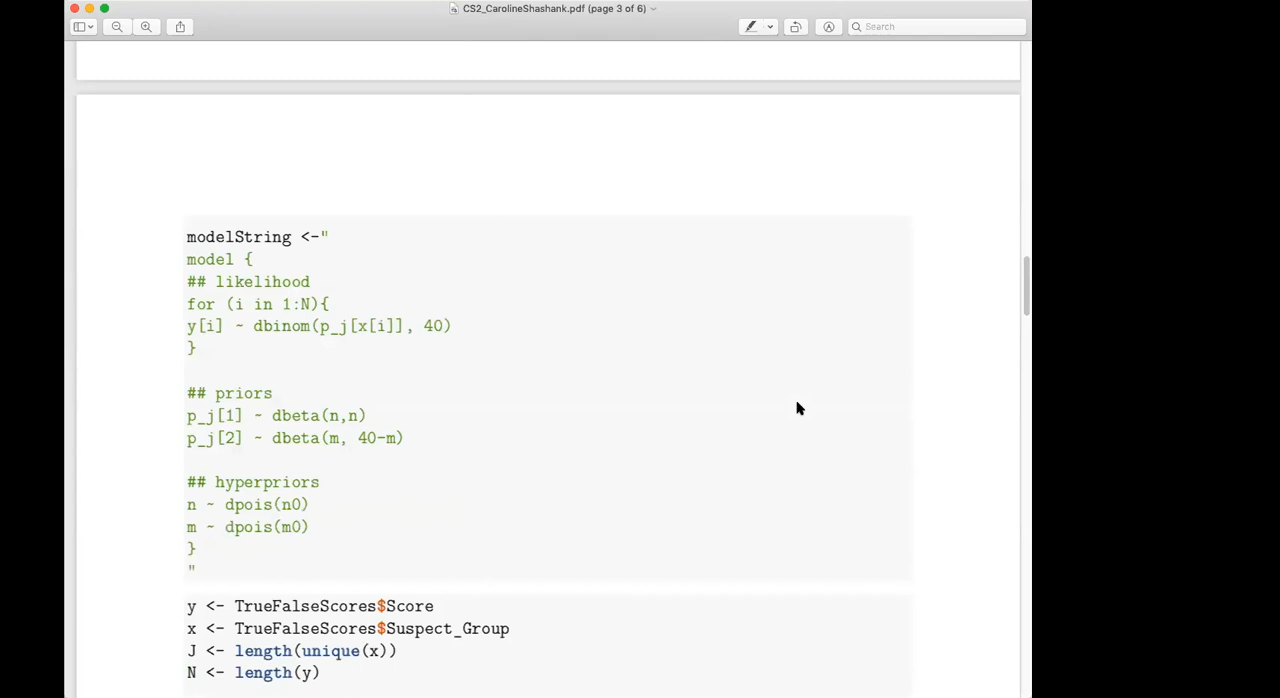 CS2_CarolineShashank.pdf (page 3 of 6)
Search
modelString <-"
model {
## likelihood
for (i in 1:N){
y[i] ~ dbinom(p_j[x[i]], 40)
}
## priors
p_j[1] ~ dbeta(n,n)
p_j[2] ~ dbeta(m, 40-m)
## hyperpriors
n ~ dpois(n0)
m ~ dpois(m0)
}
"
y <- TrueFalseScores$Score
x <- TrueFalseScores$Suspect_Group
J <- length(unique(x))
N <- length(y)